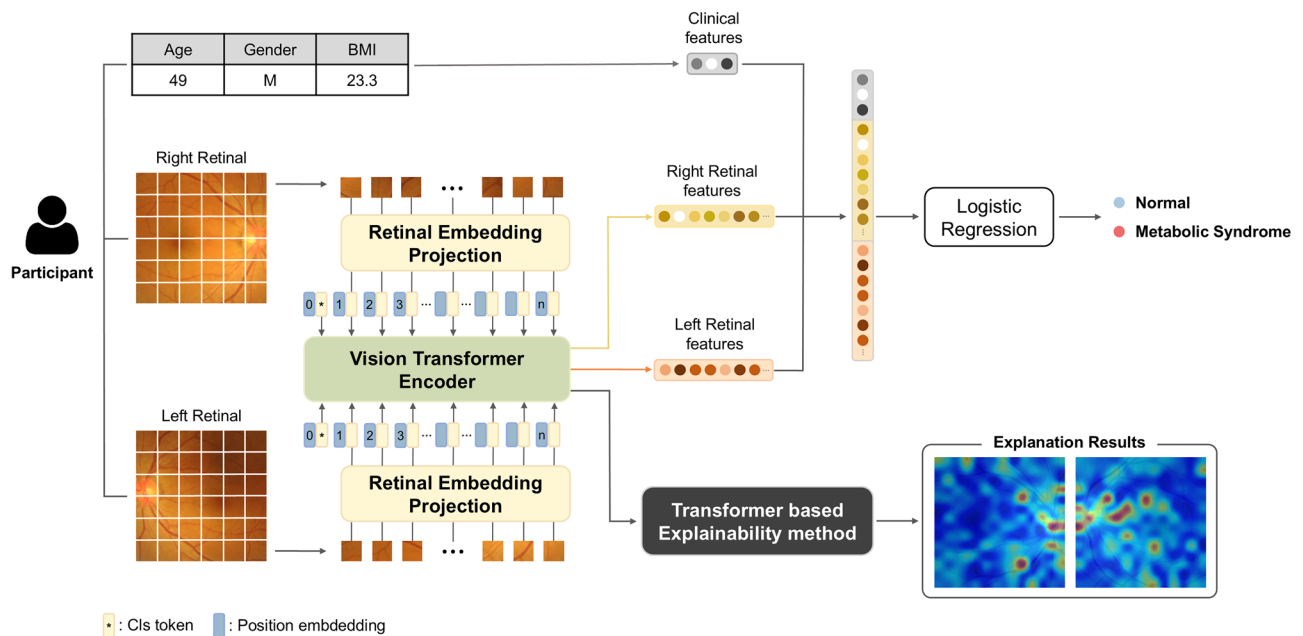 Clinical
features
Age Gender BMI
49 M 23.3
Right Retinal
Participant
Retinal Embedding
Projection
0 * 1 2 3 ... ... n
Vision Transformer
Encoder
Right Retinal
features
...
Left Retinal
features
...
Logistic
Regression
Normal
Metabolic Syndrome
Left Retinal
0 * 1 2 3 ... ... n
Retinal Embedding
Projection
Transformer based
Explainability method
Explanation Results
* : Cls token : Position embdedding